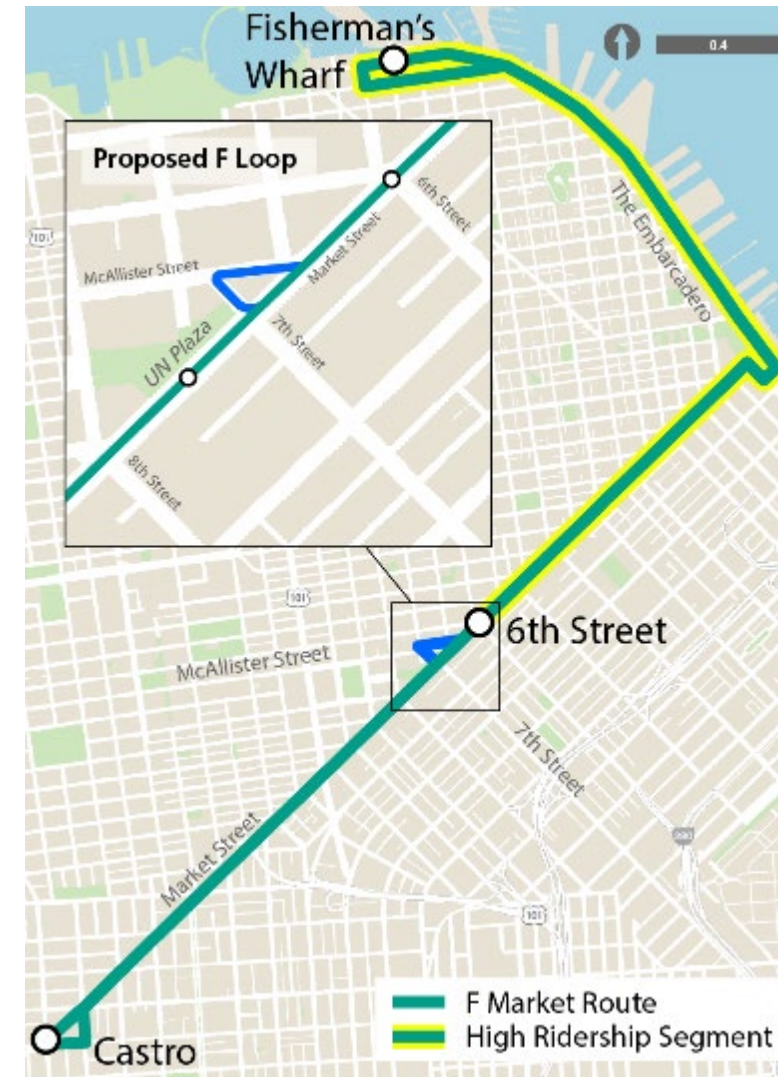 Fisherman's
Wharf
0.4
Proposed F Loop
101
6th Street
Market Street
McAllister Street
The Embarcadero
UN Plaza
7th Street
8th Street
101
6th Street
McAllister Street
7th Street
Market Street
280
101
F Market Route
High Ridership Segment
Castro